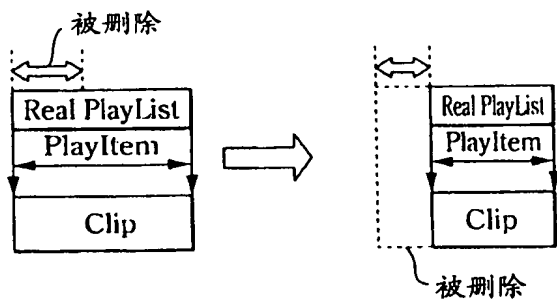 被删除
Real PlayList
PlayItem
Clip
Real PlayList
PlayItem
Clip
被删除